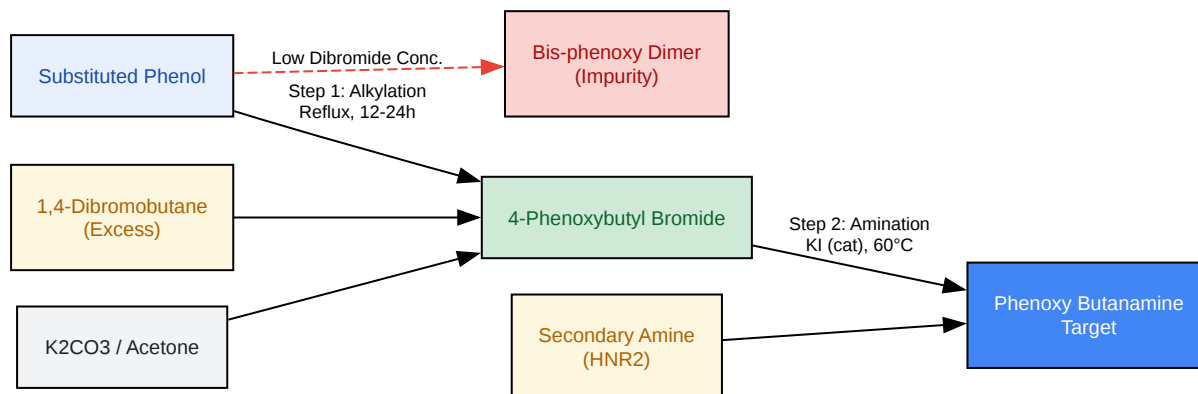 Substituted Phenol
Low Dibromide Conc.
Bis-phenoxy Dimer
(Impurity)
Step 1: Alkylation
Reflux, 12-24h
1,4-Dibromobutane
(Excess)
4-Phenoxybutyl Bromide
Step 2: Amination
KI (cat), 60°C
K2CO3 / Acetone
Secondary Amine
(HNR2)
Phenoxy Butanamine
Target